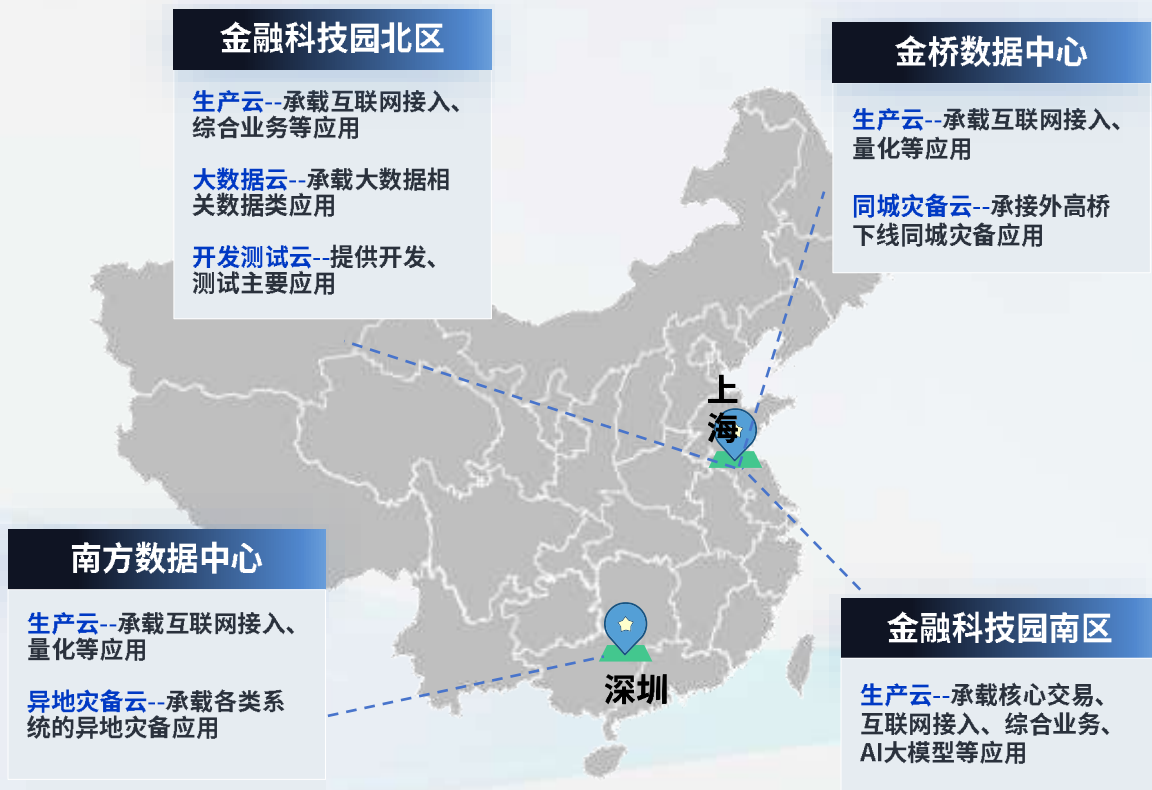 金融科技园北区
生产云--承载互联网接入、
综合业务等应用
大数据云--承载大数据相
关数据类应用
开发测试云--提供开发、
测试主要应用
金桥数据中心
生产云--承载互联网接入、
量化等应用
同城灾备云--承接外高桥
下线同城灾备应用
上
海
南方数据中心
生产云--承载互联网接入、
量化等应用
异地灾备云--承载各类系
统的异地灾备应用
深圳
金融科技园南区
生产云--承载核心交易、
互联网接入、综合业务、
AI大模型等应用